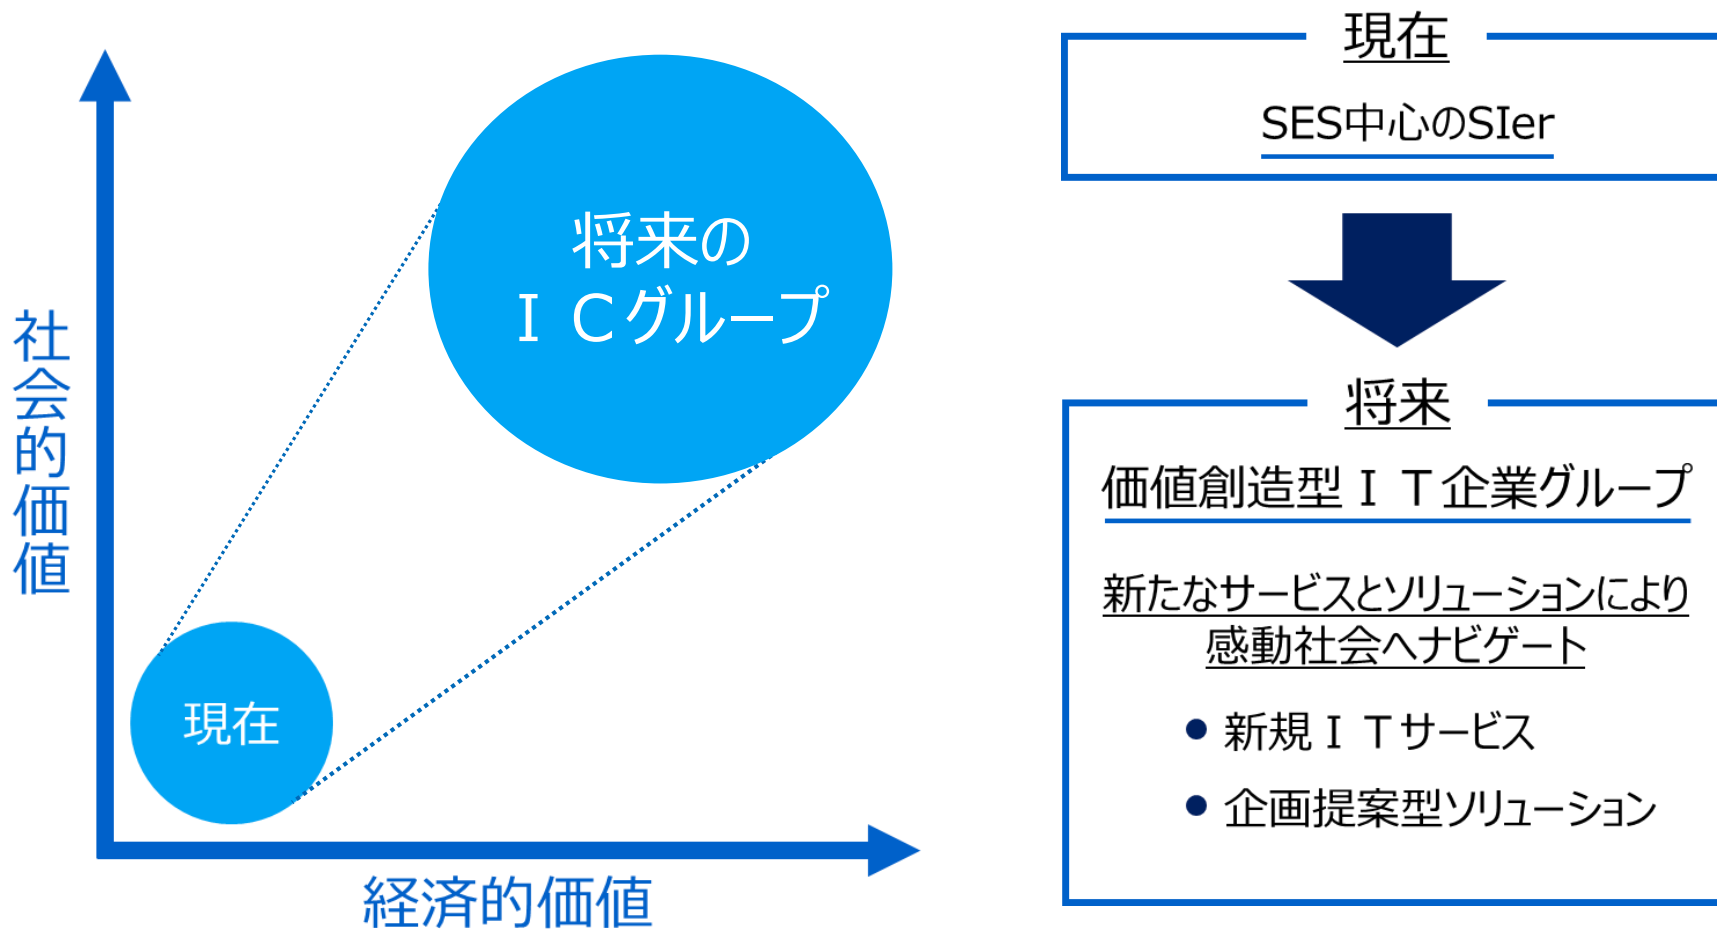 社会的価値
将来の
ＩＣグループ
現在
経済的価値
現在
SES中心のSIer
将来
価値創造型ＩＴ企業グループ
新たなサービスとソリューションにより
感動社会へナビゲート
● 新規ＩＴサービス
● 企画提案型ソリューション